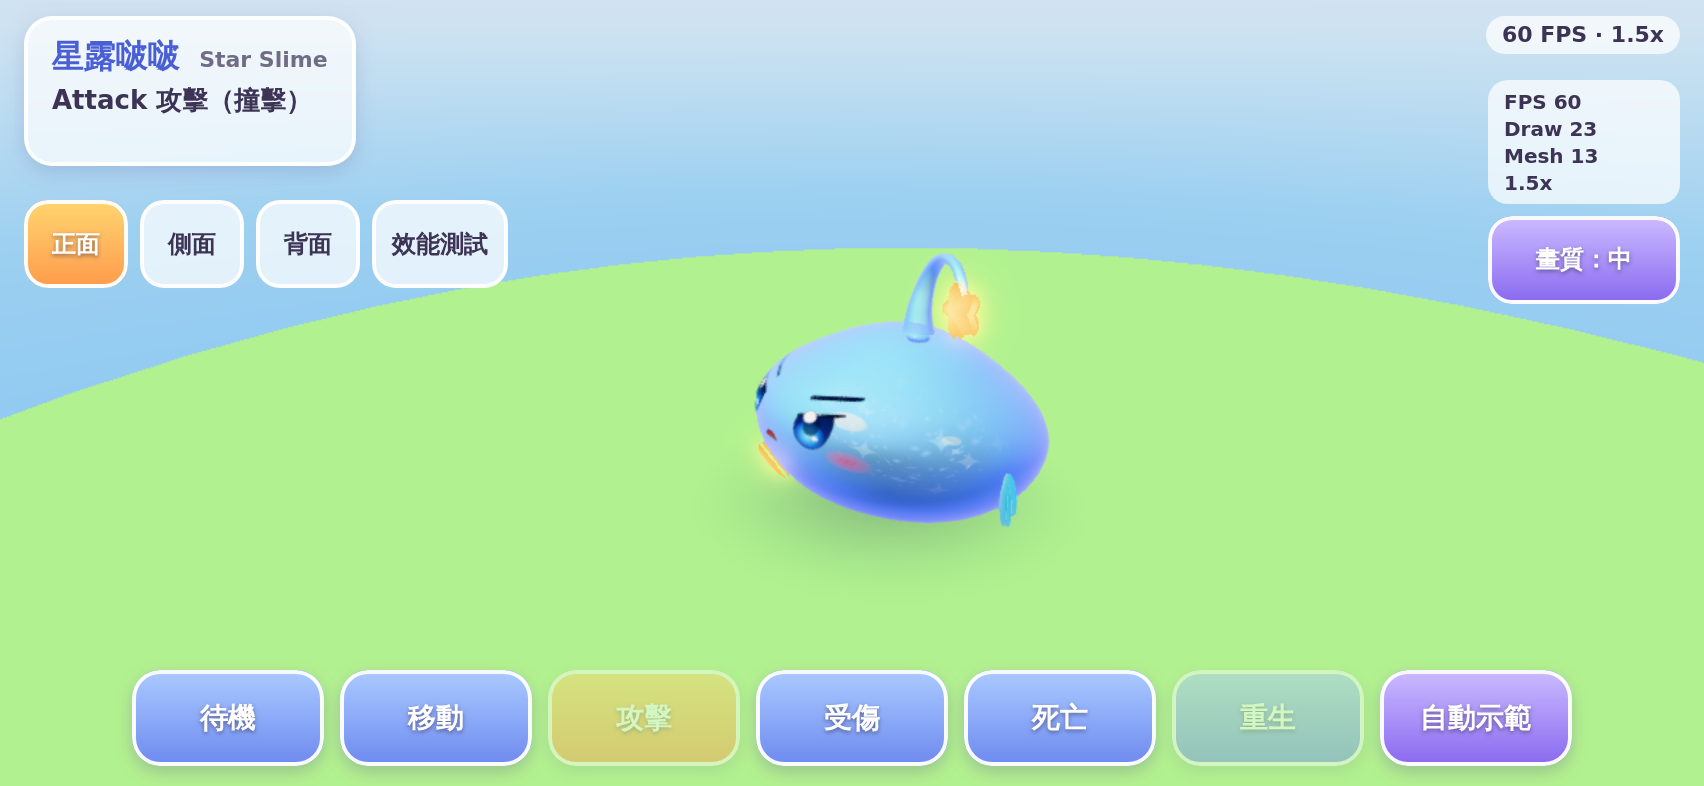 星露啵啵 Star Slime
Attack 攻擊（撞擊）
60 FPS · 1.5x
FPS 60
Draw 23
Mesh 13
1.5x
正面
側面
背面
效能測試
畫質：中
待機
移動
攻擊
受傷
死亡
重生
自動示範